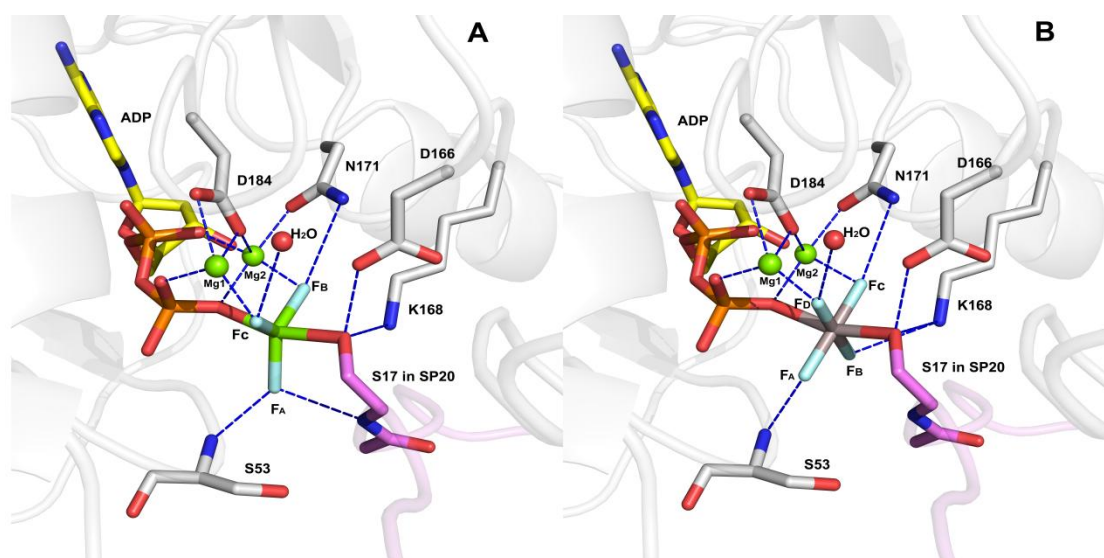 A
ADP
D184
N171
D166
H₂O
Mg1
Mg2
FB
K168
FC
S17 in SP20
FA
S53
B
ADP
D184
N171
D166
H₂O
Mg1
Mg2
FC
FD
K168
FB
S17 in SP20
FA
S53